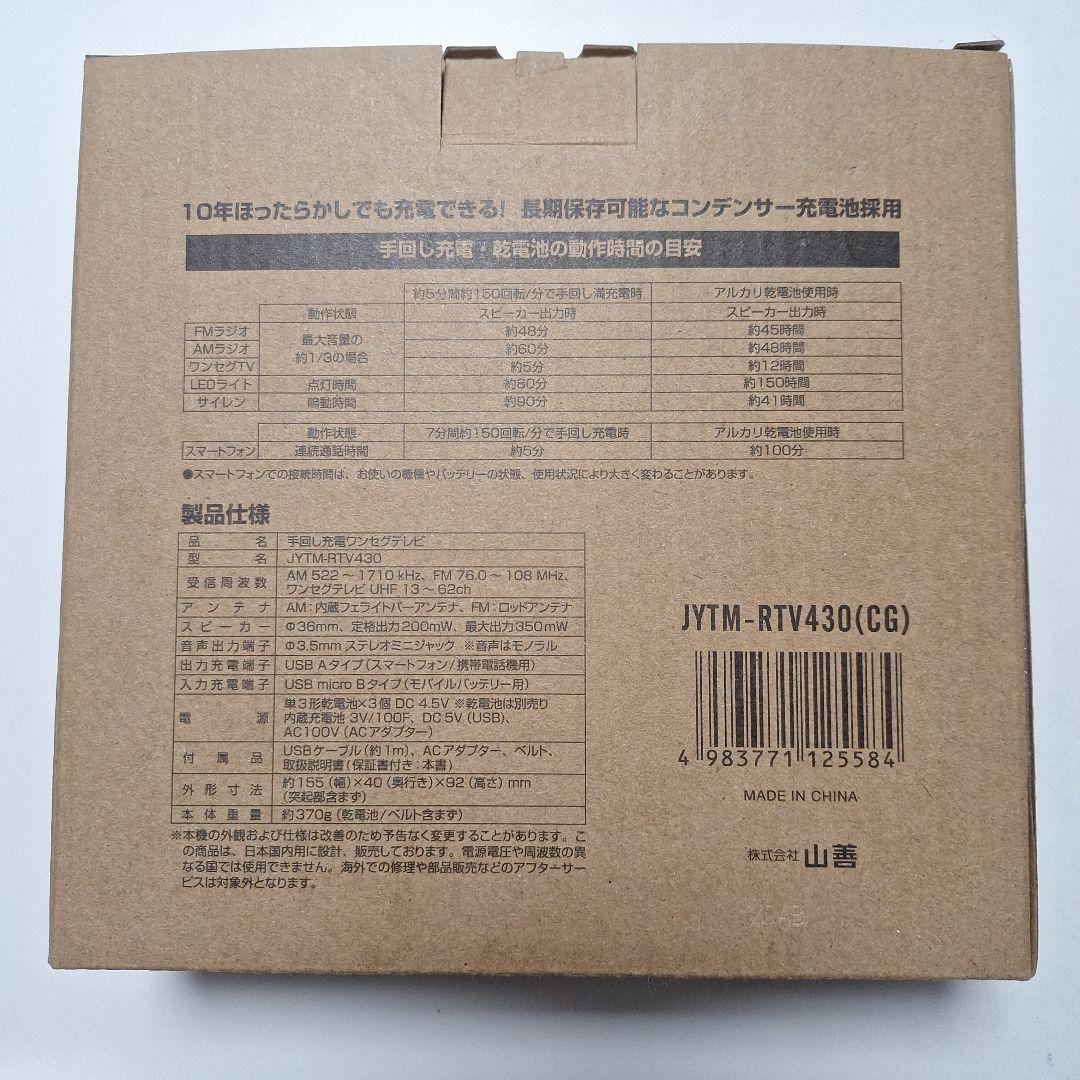 10年ほったらかしでも充電できる! 長期保存可能なコンデンサー充電池採用
手回し充電・乾電池の動作時間の目安
約5分間約150回転/分で手回し満充電時 アルカリ乾電池使用時
動作状態 スピーカー出力時 スピーカー出力時
FMラジオ 最大音量の約1/3の場合 約48分 約45時間
AMラジオ 約60分 約48時間
ワンセグTV 約5分 約12時間
LEDライト 点灯時間 約80分 約150時間
サイレン 鳴動時間 約90分 約41時間
動作状態 7分間約150回転/分で手回し充電時 アルカリ乾電池使用時
スマートフォン 連続通話時間 約5分 約100分
●スマートフォンでの接続時間は、お使いの機種やバッテリーの状態、使用状況により大きく変わることがあります。
製品仕様
品名 手回し充電ワンセグテレビ
型名 JYTM-RTV430
受信周波数 AM 522 ~ 1710 kHz、FM 76.0 ~ 108 MHz、
ワンセグテレビ UHF 13 ~ 62ch
アンテナ AM:内蔵フェライトバーアンテナ、FM:ロッドアンテナ
スピーカー Φ36mm、定格出力200mW、最大出力350mW
音声出力端子 Φ3.5mm ステレオミニジャック ※音声はモノラル
出力充電端子 USB Aタイプ(スマートフォン/携帯電話機用)
入力充電端子 USB micro Bタイプ(モバイルバッテリー用)
電源 単3形乾電池×3個 DC 4.5V ※乾電池は別売り
内蔵充電池 3V/100F、DC 5V (USB)、
AC100V (ACアダプター)
付属品 USBケーブル(約1m)、ACアダプター、ベルト、
取扱説明書(保証書付き:本書)
外形寸法 約155(幅)×40(奥行き)×92(高さ)mm
(突起部含まず)
本体重量 約370g(乾電池/ベルト含まず)
※本機の外観および仕様は改善のため予告なく変更することがあります。こ
の商品は、日本国内用に設計、販売しております。電源電圧や周波数の異
なる国では使用できません。海外での修理や部品販売などのアフターサー
ビスは対象外となります。
JYTM-RTV430(CG)
4 983771 125584
MADE IN CHINA
株式会社 山善